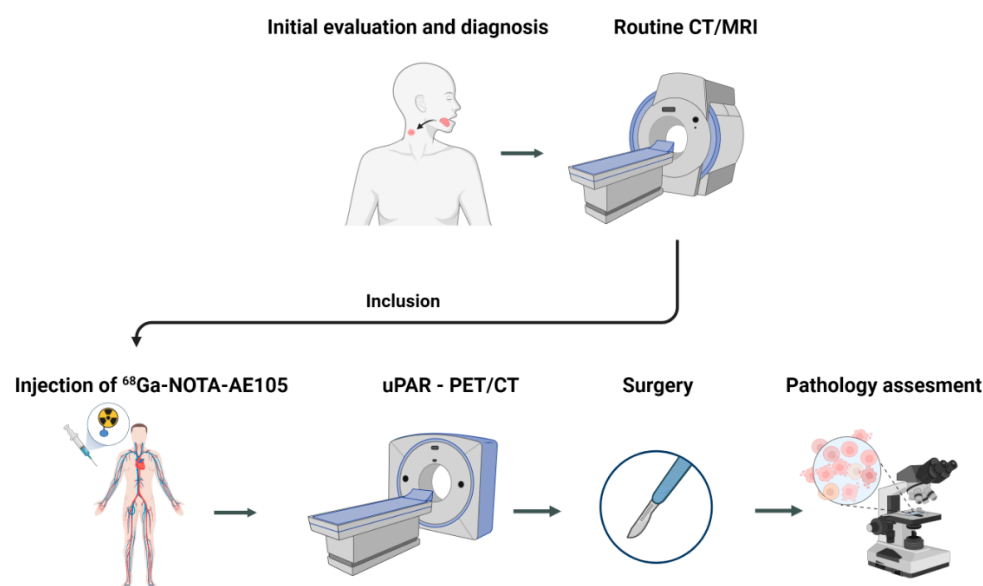 Initial evaluation and diagnosis
Routine CT/MRI
Inclusion
Injection of ⁶⁸Ga-NOTA-AE105
uPAR - PET/CT
Surgery
Pathology assesment